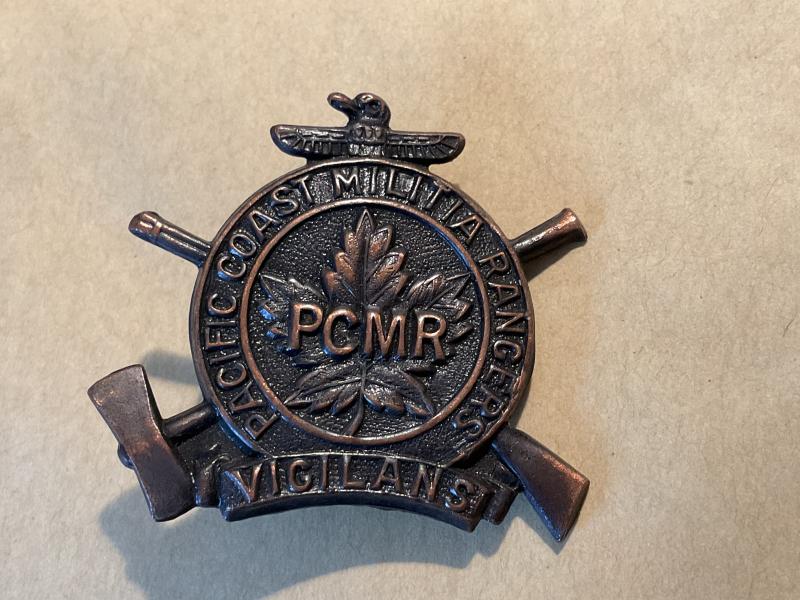 PACIFIC COAST MILITIA RANGERS
PCMR
VIGILANS